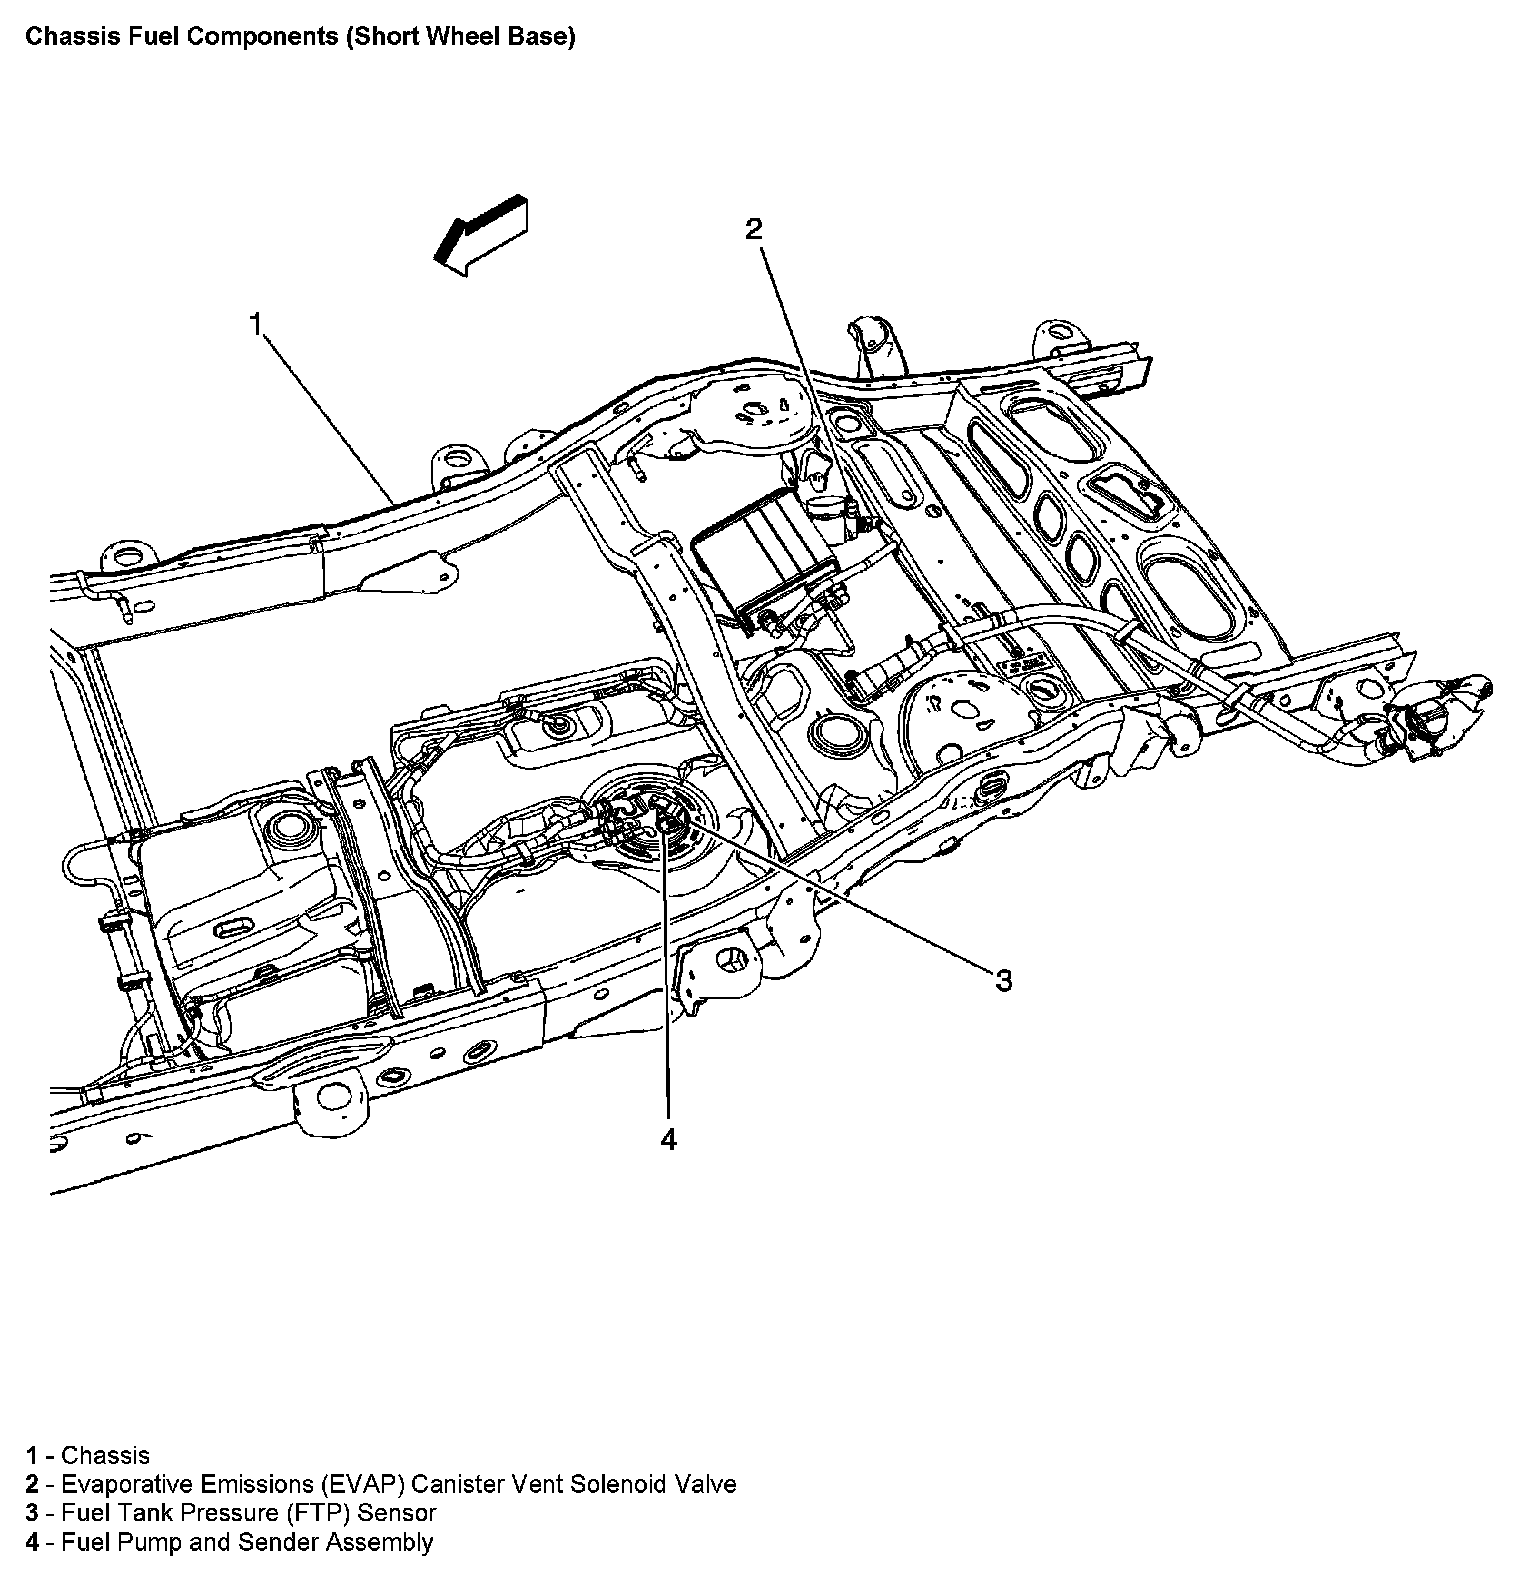 Chassis Fuel Components (Short Wheel Base)
2
1
3
4
1 - Chassis
2 - Evaporative Emissions (EVAP) Canister Vent Solenoid Valve
3 - Fuel Tank Pressure (FTP) Sensor
4 - Fuel Pump and Sender Assembly